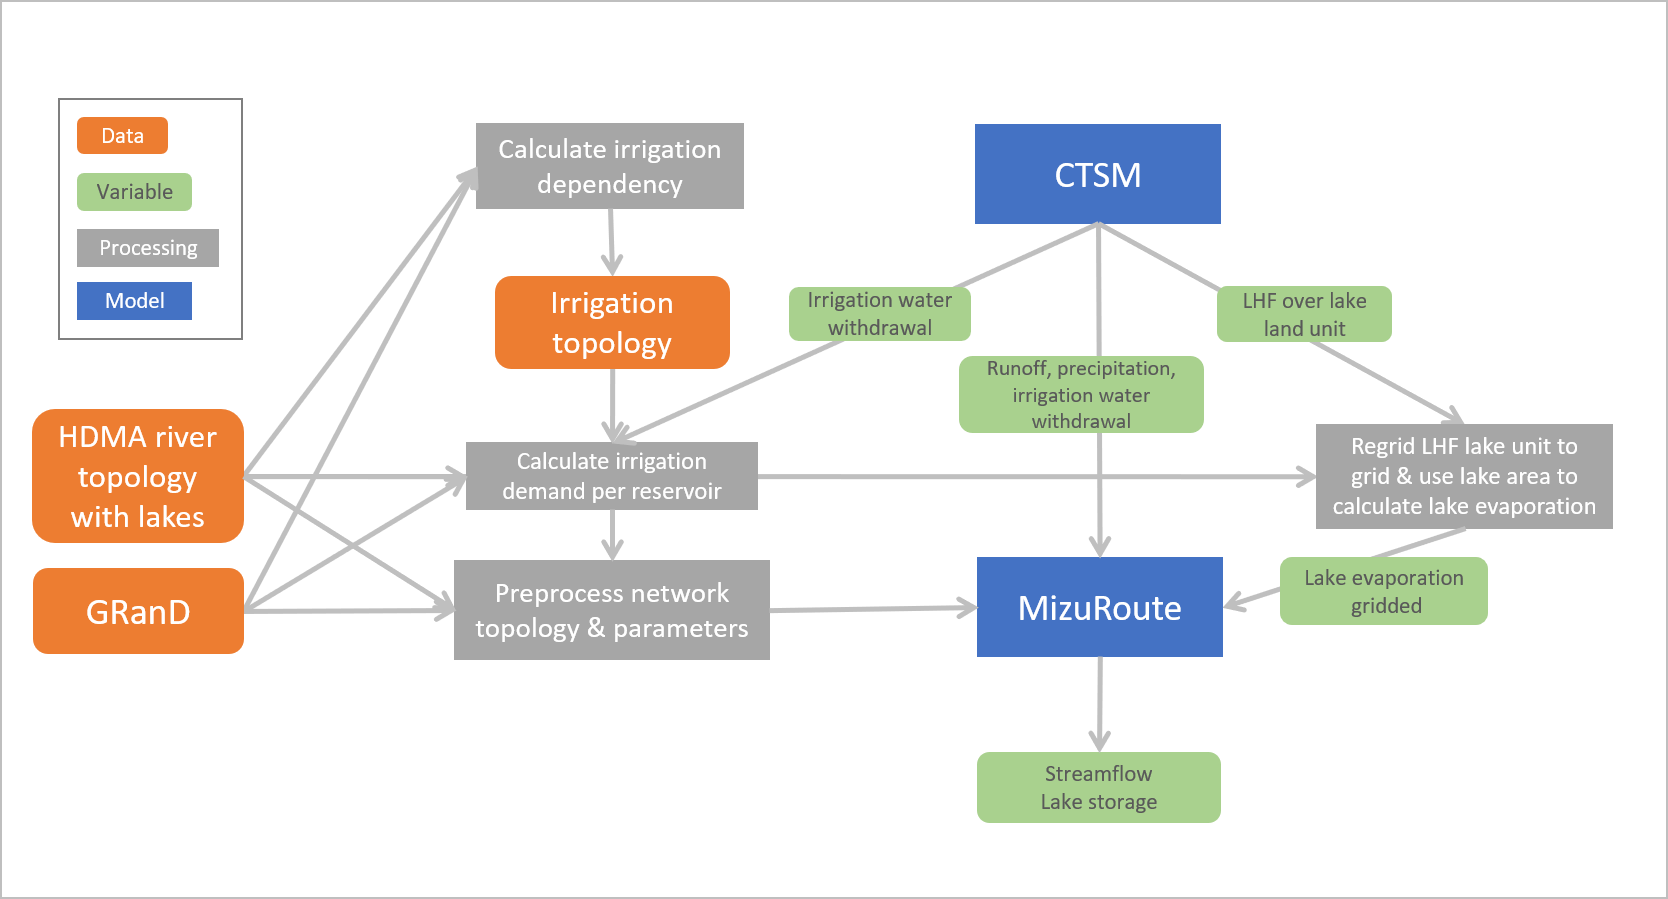 Data
Variable
Processing
Model
Calculate irrigation
dependency
CTSM
Irrigation
topology
Irrigation water
withdrawal
LHF over lake
land unit
Runoff, precipitation,
irrigation water
withdrawal
HDMA river
topology
with lakes
Calculate irrigation
demand per reservoir
Regrid LHF lake unit to
grid & use lake area to
calculate lake evaporation
GRanD
Preprocess network
topology & parameters
MizuRoute
Lake evaporation
gridded
Streamflow
Lake storage